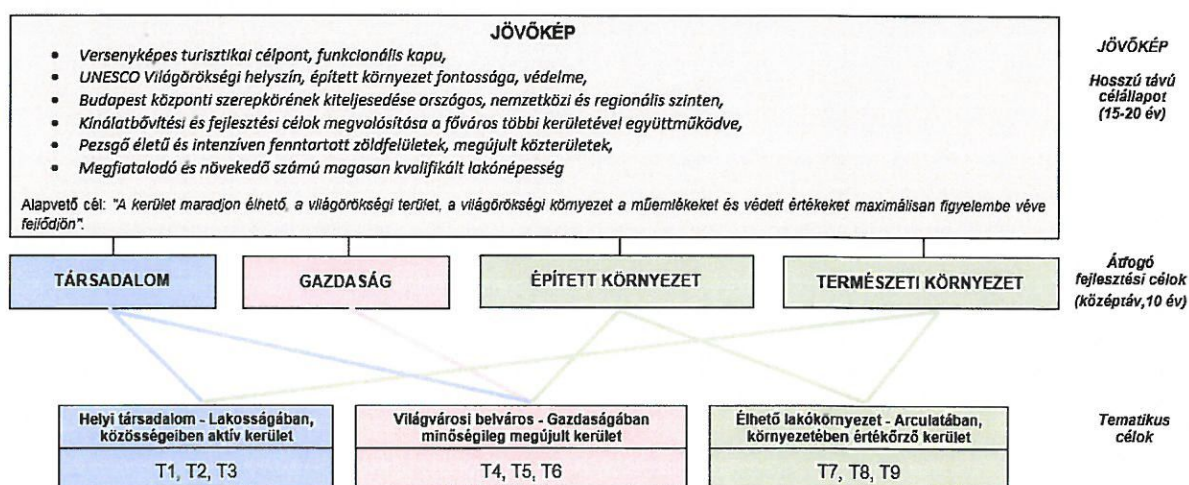 JÖVŐKÉP
• Versenyképes turisztikai célpont, funkcionális kapu,
• UNESCO Világörökségi helyszín, épített környezet fontossága, védelme,
• Budapest központi szerepkörének kiteljesedése országos, nemzetközi és regionális szinten,
• Kínálatbővítési és fejlesztési célok megvalósítása a főváros többi kerületével együttműködve,
• Pezsgő életű és intenzíven fenntartott zöldfelületek, megújult közterületek,
• Megfiatalodó és növekedő számú magasan kvalifikált lakónépesség
Alapvető cél: "A kerület maradjon élhető, a világörökségi terület, a világörökségi környezet a műemlékeket és védett értékeket maximálisan figyelembe véve
fejlődjön".
JÖVŐKÉP
Hosszú távú
célállapot
(15-20 év)
TÁRSADALOM
GAZDASÁG
ÉPÍTETT KÖRNYEZET
TERMÉSZETI KÖRNYEZET
Átfogó
fejlesztési célok
(középtáv,10 év)
Helyi társadalom - Lakosságában,
közösségeiben aktív kerület
T1, T2, T3
Világvárosi belváros - Gazdaságában
minőségileg megújult kerület
T4, T5, T6
Élhető lakókörnyezet - Arculatában,
környezetében értékőrző kerület
T7, T8, T9
Tematikus
célok